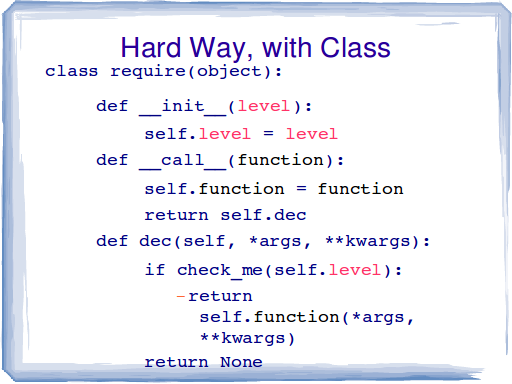 Hard Way, with Class
class require(object):
def __init__(level):
self.level = level
def __call__(function):
self.function = function
return self.dec
def dec(self, *args, **kwargs):
if check_me(self.level):
–return
self.function(*args,
**kwargs)
return None